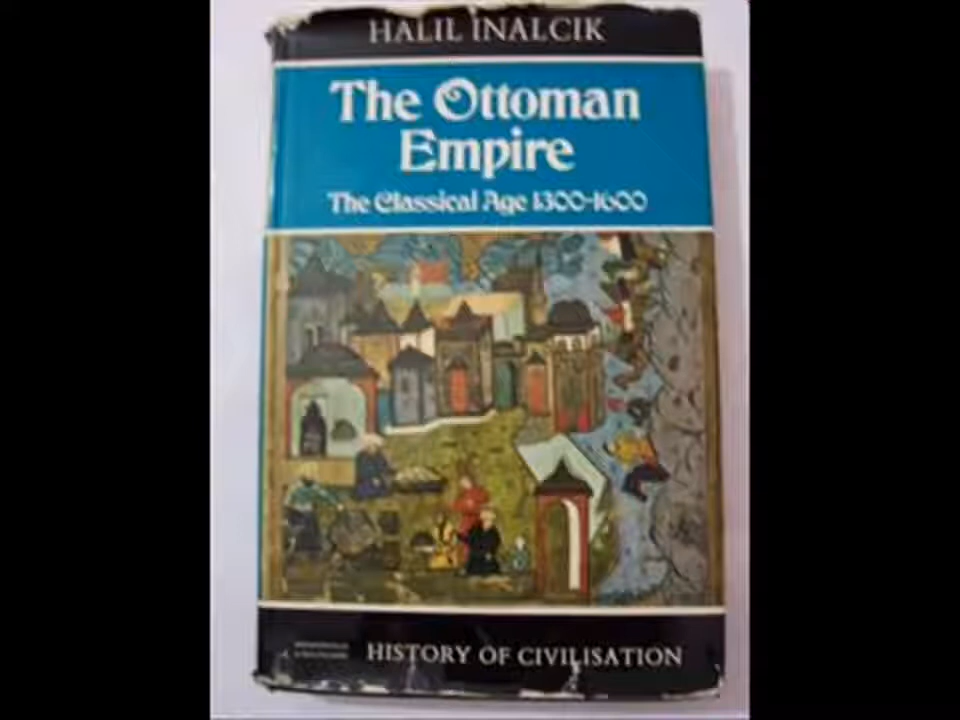 HALIL INALCIK
The Ottoman
Empire
The Classical Age 1300-1600
HISTORY OF CIVILISATION